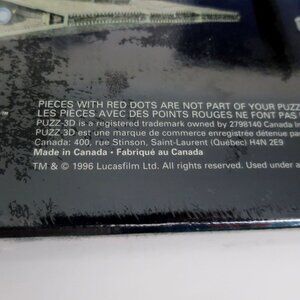 PIECES WITH RED DOTS ARE NOT PART OF YOUR PUZZ
LES PIÈCES AVEC DES POINTS ROUGES NE FONT PAS
PUZZ-3D is a registered trademark owned by 2798140 Canada In
PUZZ-3D est une marque de commerce enregistrée détenue par
Canada: 400, rue Stinson, Saint-Laurent (Québec) H4N 2E9
Made in Canada • Fabriqué au Canada
TM & © 1996 Lucasfilm Ltd. All rights reserved. Used under a